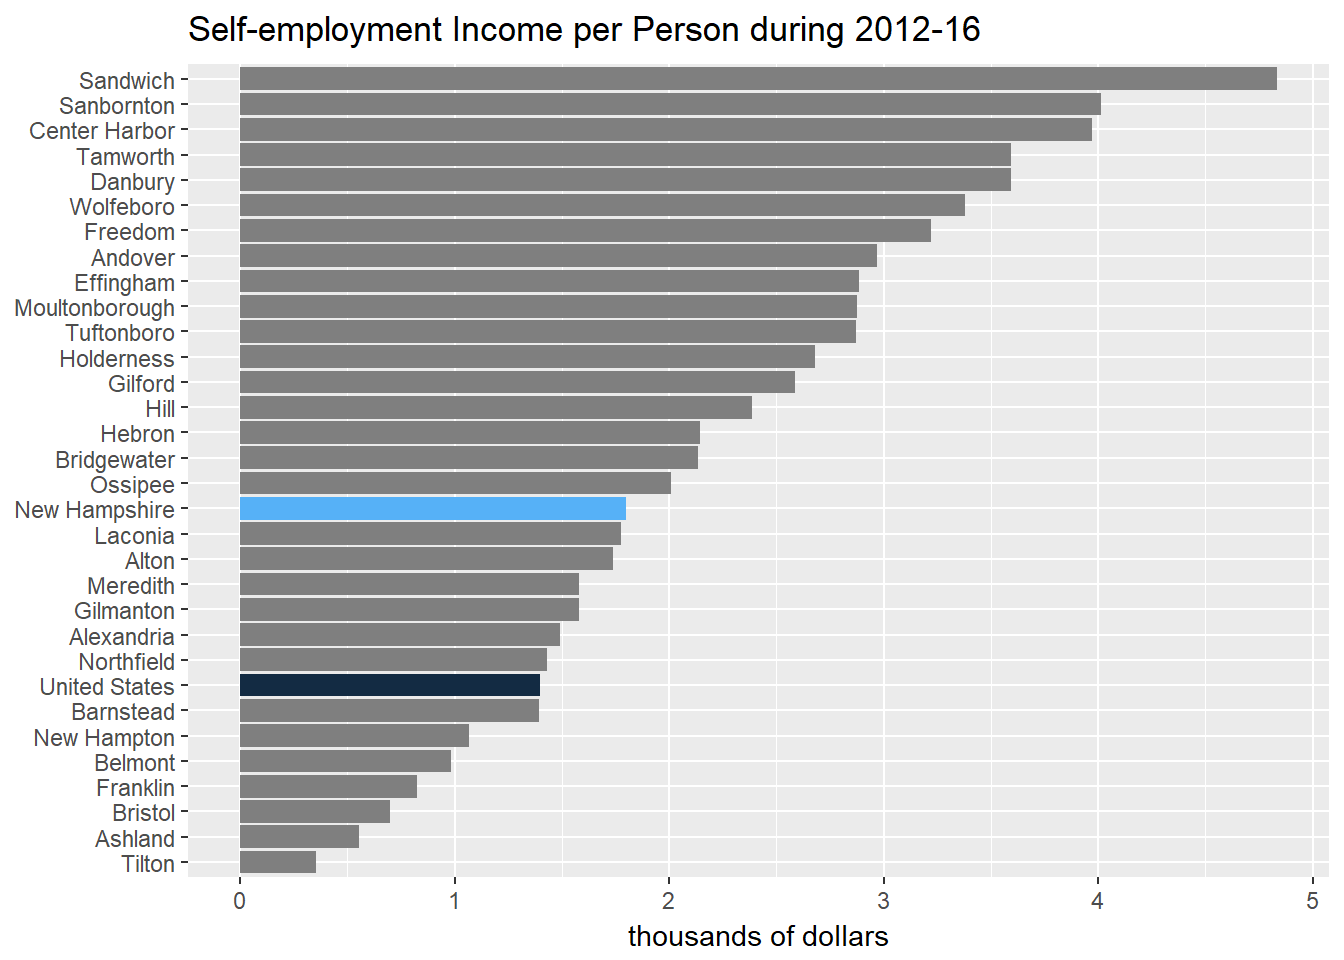 Self-employment Income per Person during 2012-16
Sandwich
Sanbornton
Center Harbor
Tamworth
Danbury
Wolfeboro
Freedom
Andover
Effingham
Moultonborough
Tuftonboro
Holderness
Gilford
Hill
Hebron
Bridgewater
Ossipee
New Hampshire
Laconia
Alton
Meredith
Gilmanton
Alexandria
Northfield
United States
Barnstead
New Hampton
Belmont
Franklin
Bristol
Ashland
Tilton
0 1 2 3 4 5
thousands of dollars